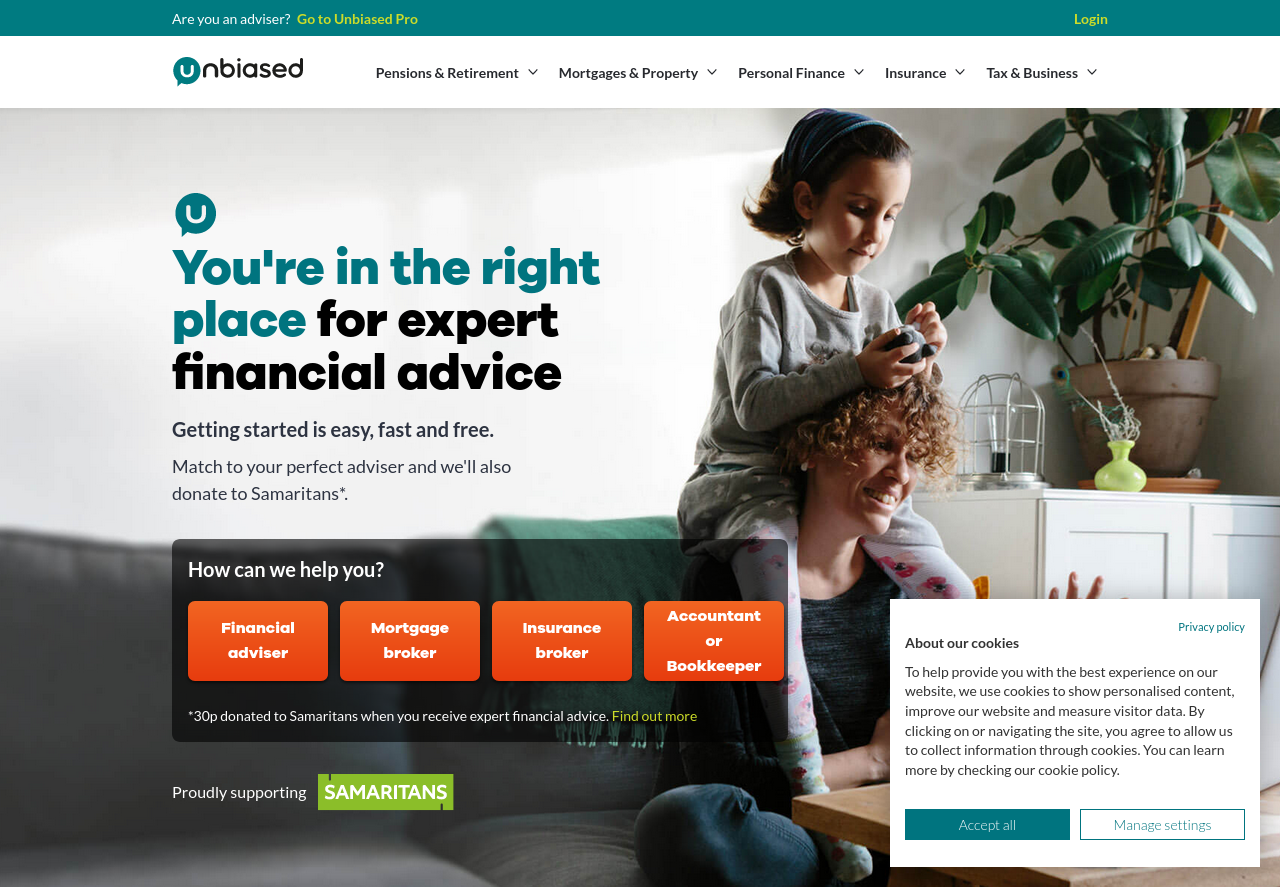 Are you an adviser? Go to Unbiased Pro
Login
unbiased
Pensions & Retirement
Mortgages & Property
Personal Finance
Insurance
Tax & Business
You're in the right
place for expert
financial advice
Getting started is easy, fast and free.
Match to your perfect adviser and we'll also
donate to Samaritans*.
How can we help you?
Financial
adviser
Mortgage
broker
Insurance
broker
Accountant
or
Bookkeeper
*30p donated to Samaritans when you receive expert financial advice. Find out more
Proudly supporting
SAMARITANS
Privacy policy
About our cookies
To help provide you with the best experience on our
website, we use cookies to show personalised content,
improve our website and measure visitor data. By
clicking on or navigating the site, you agree to allow us
to collect information through cookies. You can learn
more by checking our cookie policy.
Accept all
Manage settings